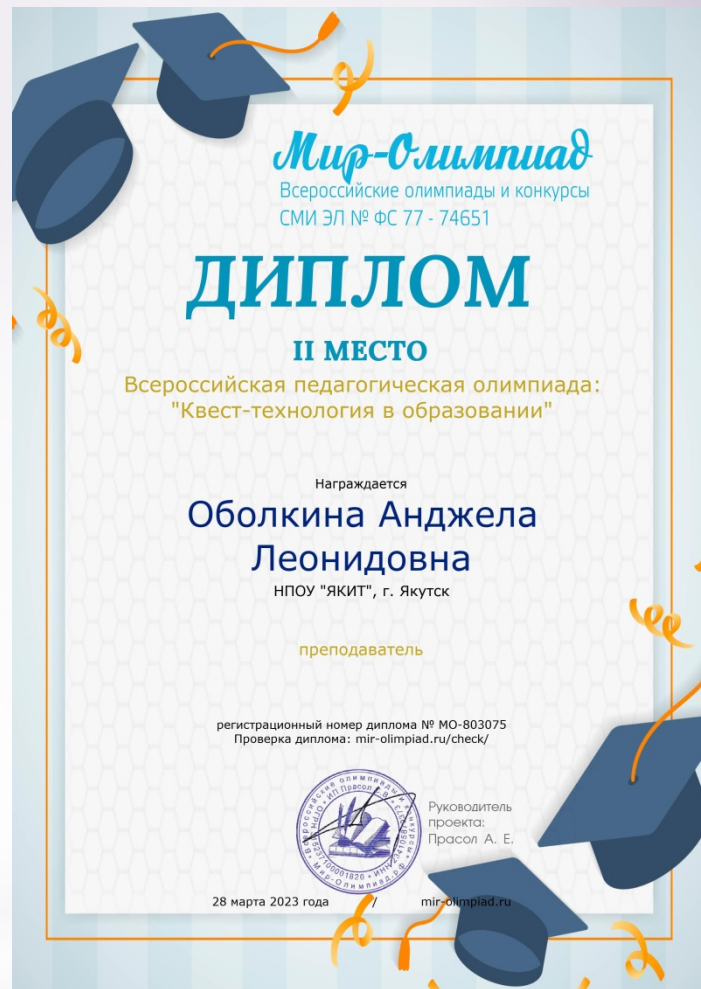 Мир-Олимпиад
Всероссийские олимпиады и конкурсы
СМИ ЭЛ № ФС 77 - 74651
ДИПЛОМ
II МЕСТО
Всероссийская педагогическая олимпиада:
"Квест-технология в образовании"
Награждается
Оболкина Анджела
Леонидовна
НПОУ "ЯКИТ", г. Якутск
преподаватель
регистрационный номер диплома № МО-803075
Проверка диплома: mir-olimpiad.ru/check/
Руководитель
проекта:
Прасол А. Е.
28 марта 2023 года / mir-olimpiad.ru